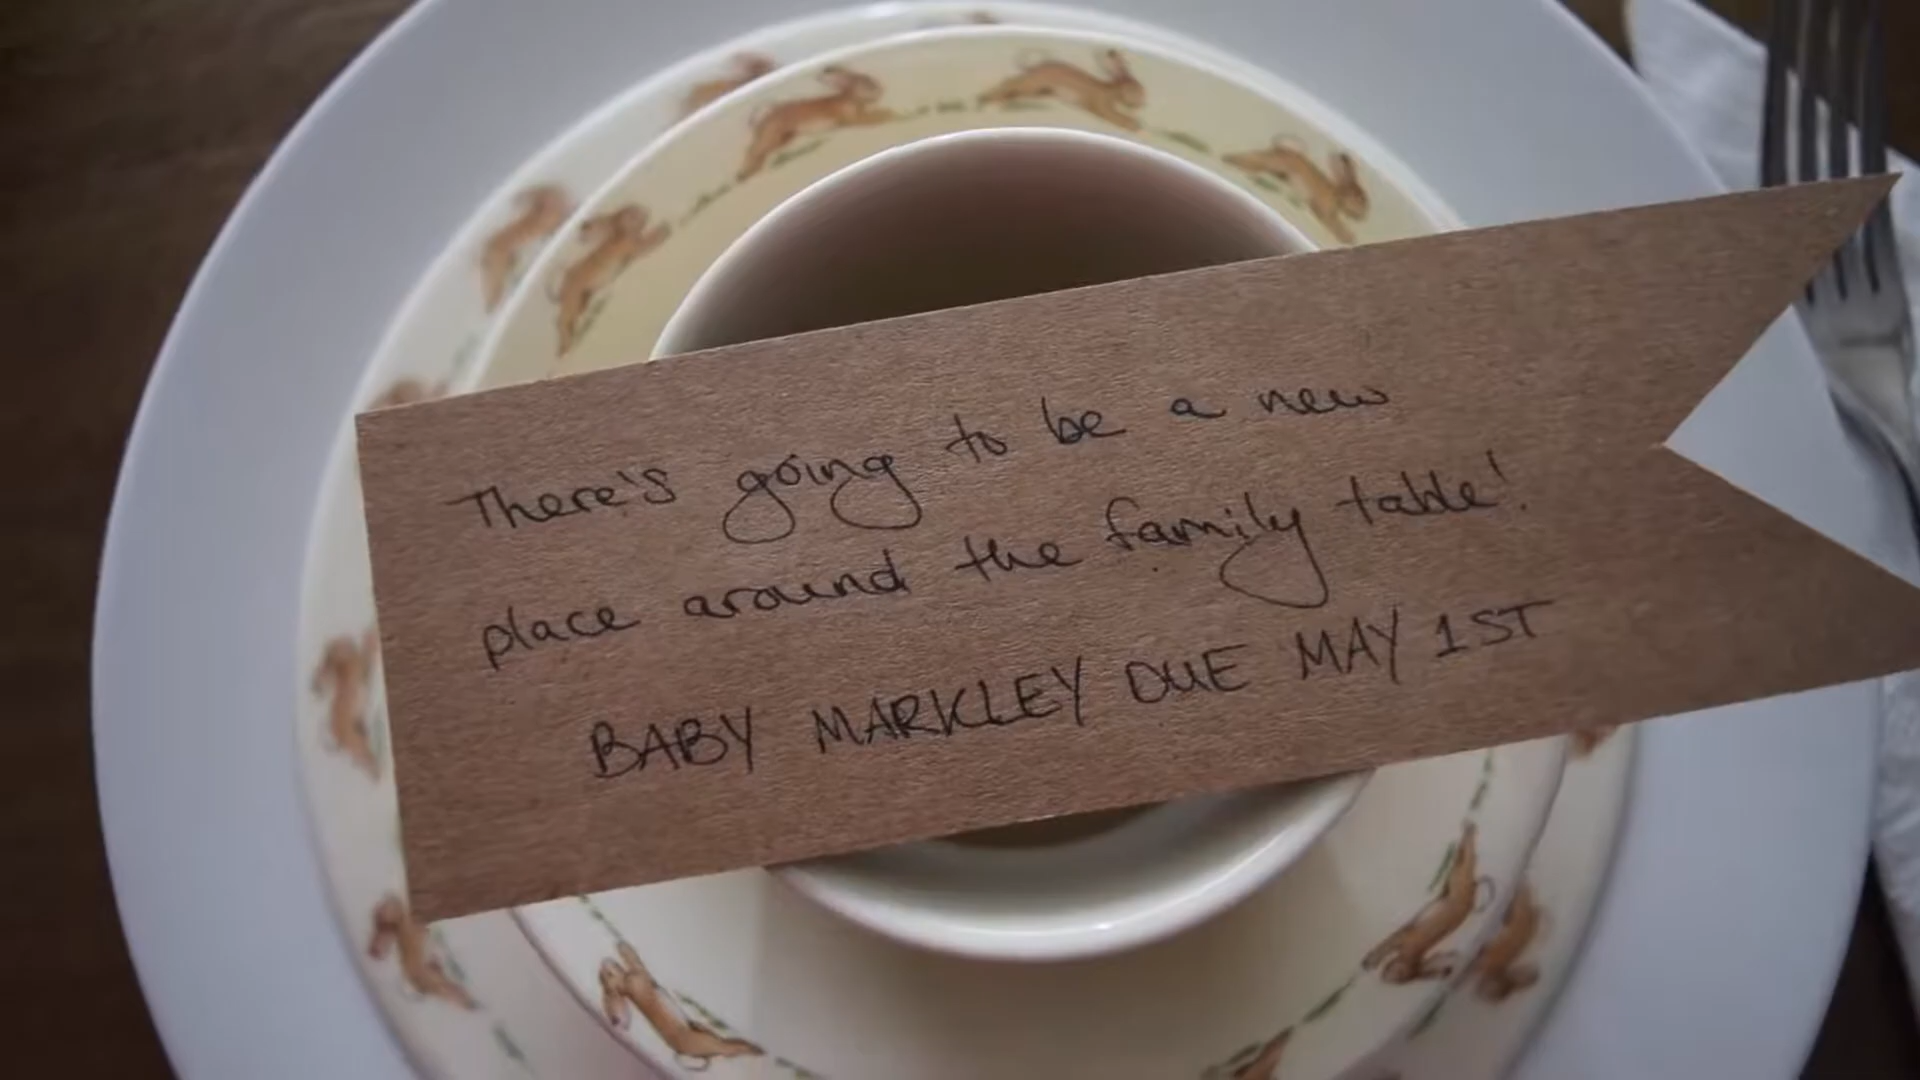 There's going to be a new
place around the family table!
BABY MARKLEY DUE MAY 1ST